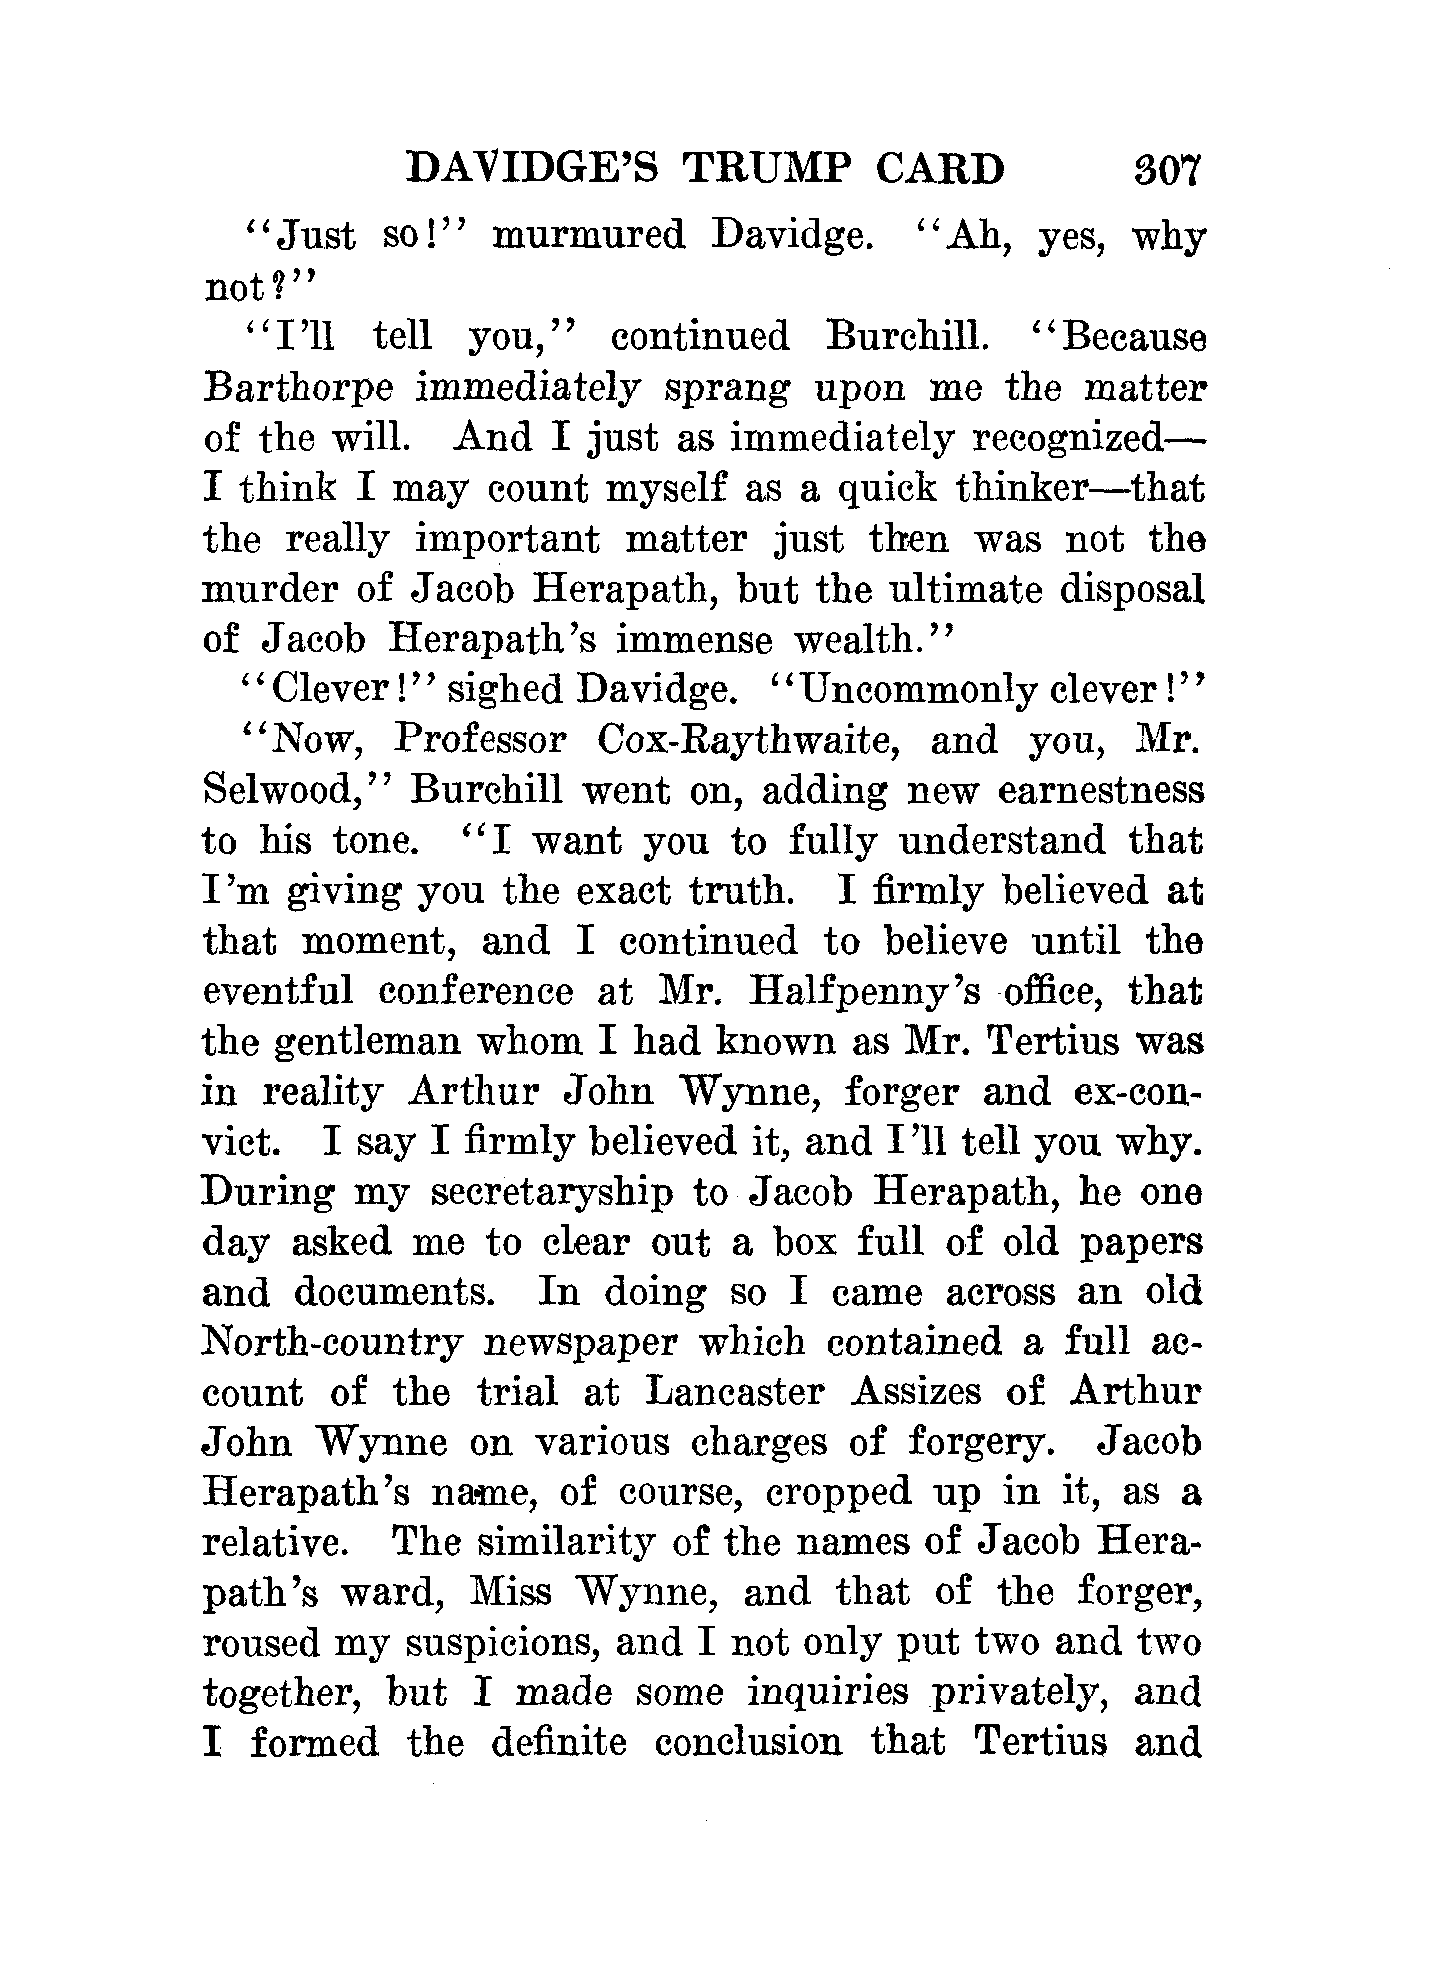 DAVIDGE'S TRUMP CARD 307
"Just so!" murmured Davidge. "Ah, yes, why
not?"
"I'll tell you," continued Burchill. "Because
Barthorpe immediately sprang upon me the matter
of the will. And I just as immediately recognized—
I think I may count myself as a quick thinker—that
the really important matter just then was not the
murder of Jacob Herapath, but the ultimate disposal
of Jacob Herapath's immense wealth."
"Clever!" sighed Davidge. "Uncommonly clever!"
"Now, Professor Cox-Raythwaite, and you, Mr.
Selwood," Burchill went on, adding new earnestness
to his tone. "I want you to fully understand that
I'm giving you the exact truth. I firmly believed at
that moment, and I continued to believe until the
eventful conference at Mr. Halfpenny's office, that
the gentleman whom I had known as Mr. Tertius was
in reality Arthur John Wynne, forger and ex-con-
vict. I say I firmly believed it, and I'll tell you why.
During my secretaryship to Jacob Herapath, he one
day asked me to clear out a box full of old papers
and documents. In doing so I came across an old
North-country newspaper which contained a full ac-
count of the trial at Lancaster Assizes of Arthur
John Wynne on various charges of forgery. Jacob
Herapath's name, of course, cropped up in it, as a
relative. The similarity of the names of Jacob Hera-
path's ward, Miss Wynne, and that of the forger,
roused my suspicions, and I not only put two and two
together, but I made some inquiries privately, and
I formed the definite conclusion that Tertius and